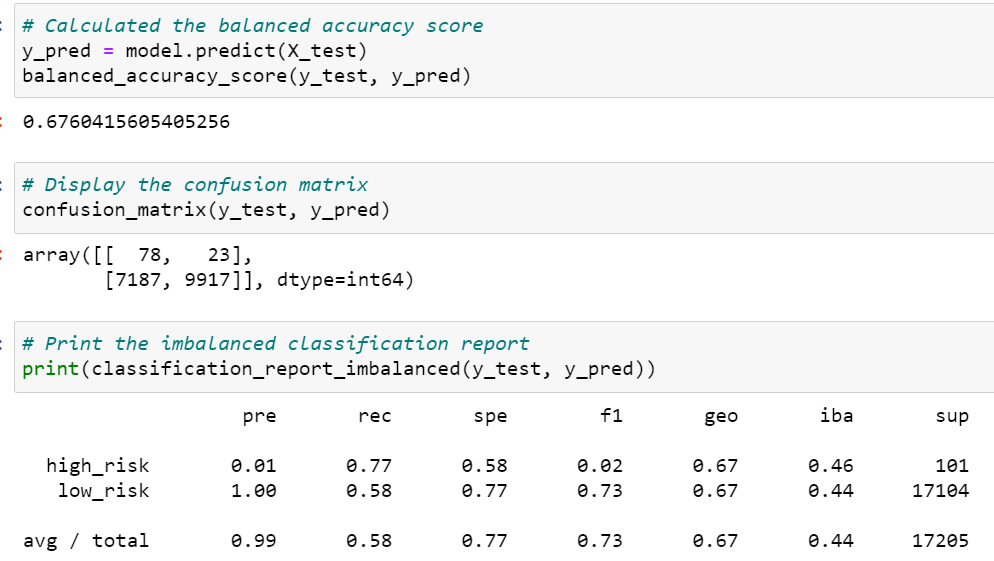 # Calculated the balanced accuracy score
y_pred = model.predict(X_test)
balanced_accuracy_score(y_test, y_pred)
0.6760415605405256
# Display the confusion matrix
confusion_matrix(y_test, y_pred)
array([[  78,   23],
       [7187, 9917]], dtype=int64)
# Print the imbalanced classification report
print(classification_report_imbalanced(y_test, y_pred))
pre rec spe f1 geo iba sup
high_risk 0.01 0.77 0.58 0.02 0.67 0.46 101
low_risk 1.00 0.58 0.77 0.73 0.67 0.44 17104
avg / total 0.99 0.58 0.77 0.73 0.67 0.44 17205